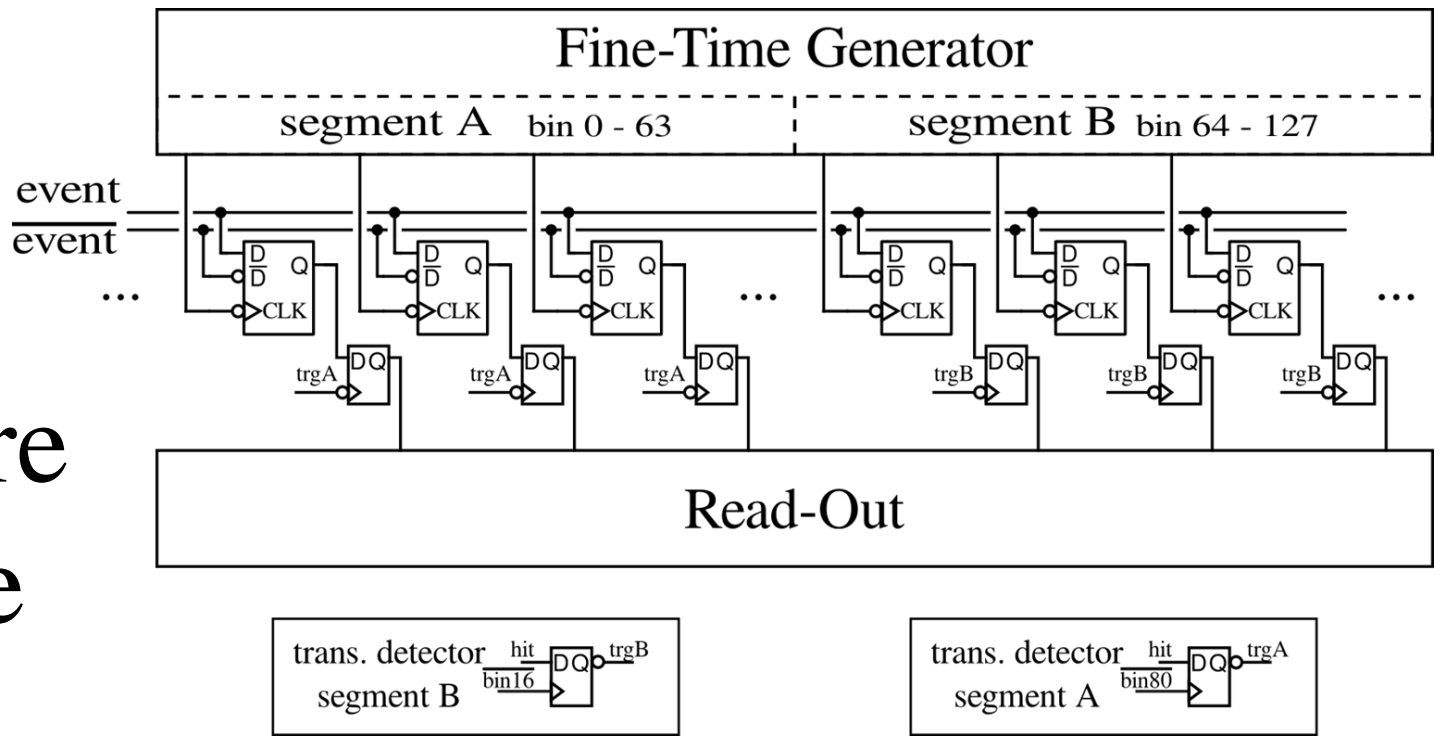 Fine-Time Generator
segment A bin 0 - 63
segment B bin 64 - 127
event
event
D D Q CLK
D D Q CLK
D D Q CLK
D D Q CLK
D D Q CLK
D D Q CLK
...
...
...
trgA DQ
trgA DQ
trgA DQ
trgB DQ
trgB DQ
trgB DQ
re
e
Read-Out
trans. detector hit DQ trgB
segment B bin16
trans. detector hit DQ trgA
segment A bin80